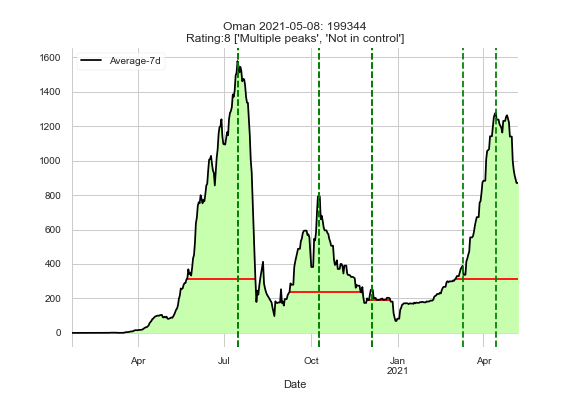 Oman 2021-05-08: 199344
Rating:8 ['Multiple peaks', 'Not in control']
Average-7d
1600
1400
1200
1000
800
600
400
200
0
Apr
Jul
Oct
Jan
2021
Apr
Date